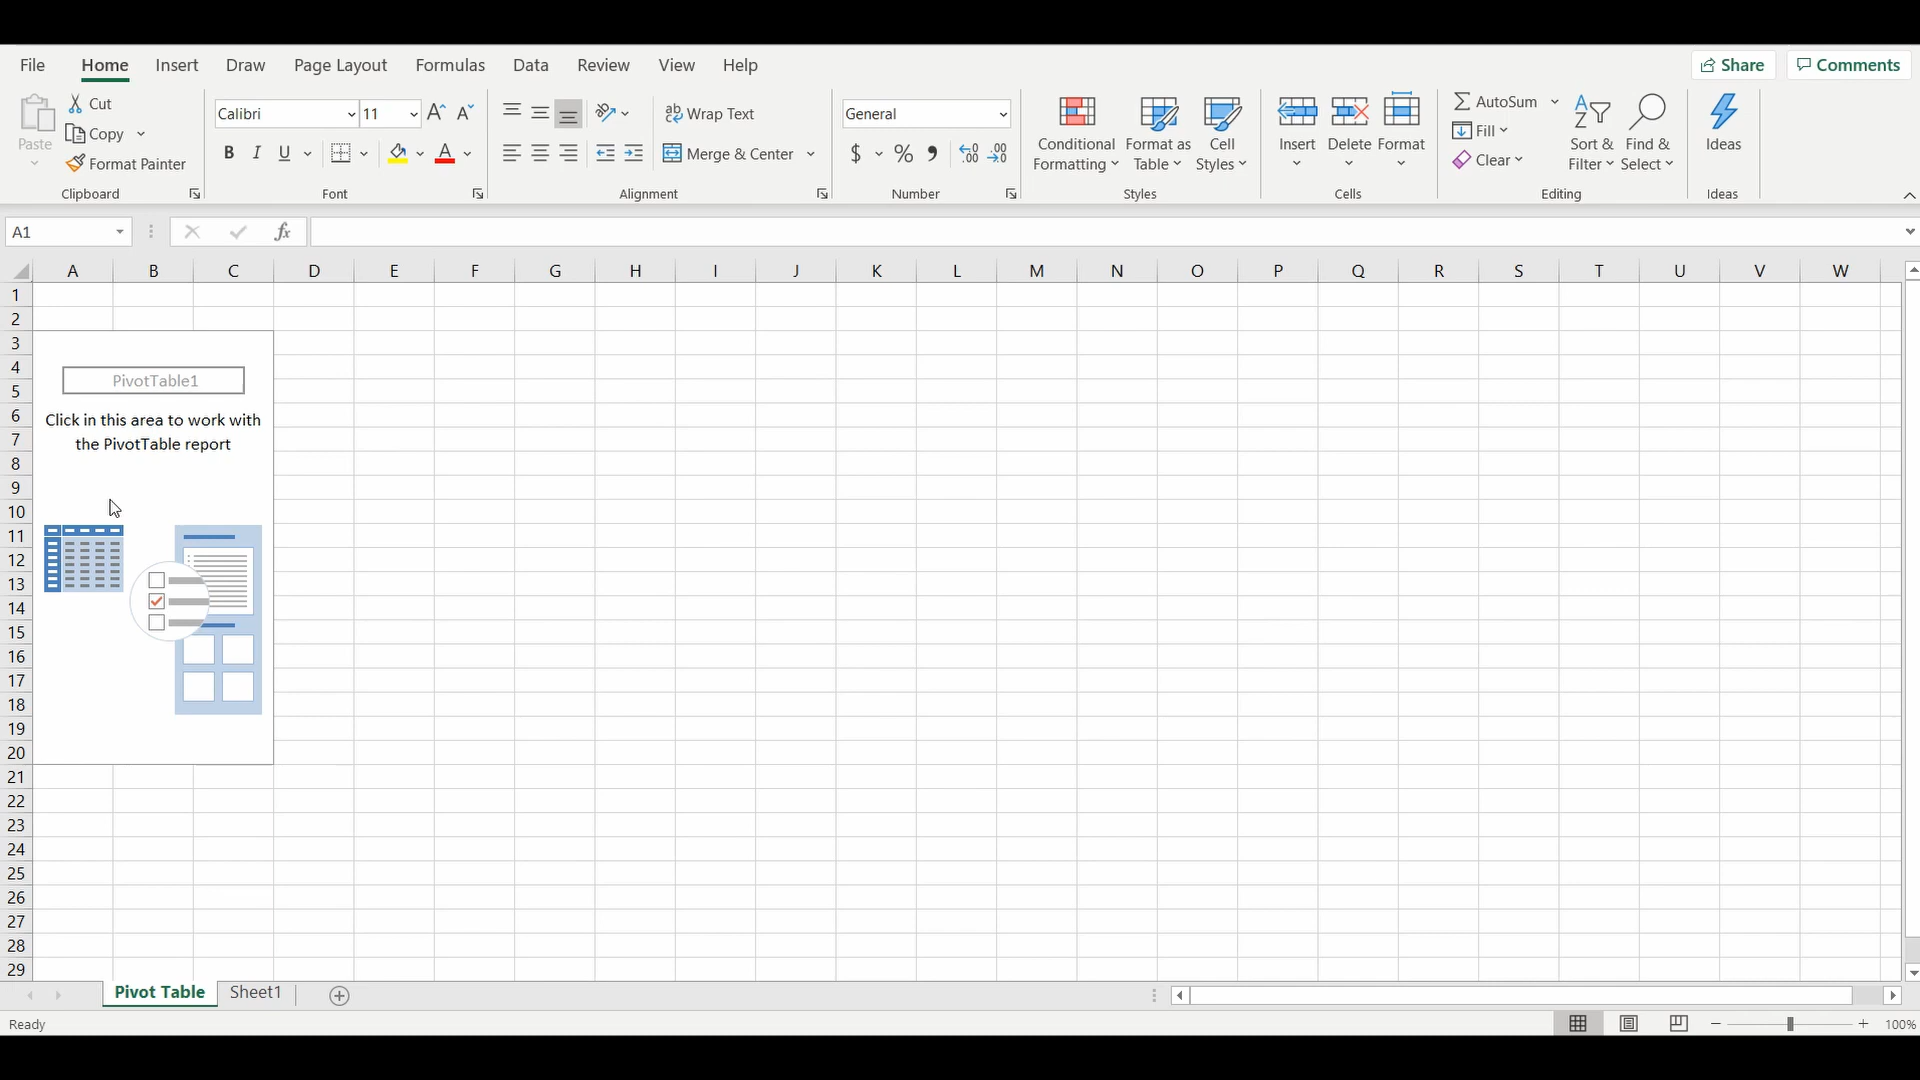 File Home Insert Draw Page Layout Formulas Data Review View Help Share Comments
Paste
Cut
Copy
Format Painter
Clipboard
Calibri 11
B I U
Font
Wrap Text
Merge & Center
Alignment
General
$ % 9
Number
Conditional Formatting
Format as Table
Cell Styles
Styles
Insert Delete Format
Cells
AutoSum
Fill
Clear
Sort & Filter
Find & Select
Editing
Ideas
Ideas
A1 fx
A B C D E F G H I J K L M N O P Q R S T U V W
1
2
3
4
5
6
7
8
9
10
11
12
13
14
15
16
17
18
19
20
21
22
23
24
25
26
27
28
29
PivotTable1
Click in this area to work with
the PivotTable report
Pivot Table Sheet1
Ready 100%